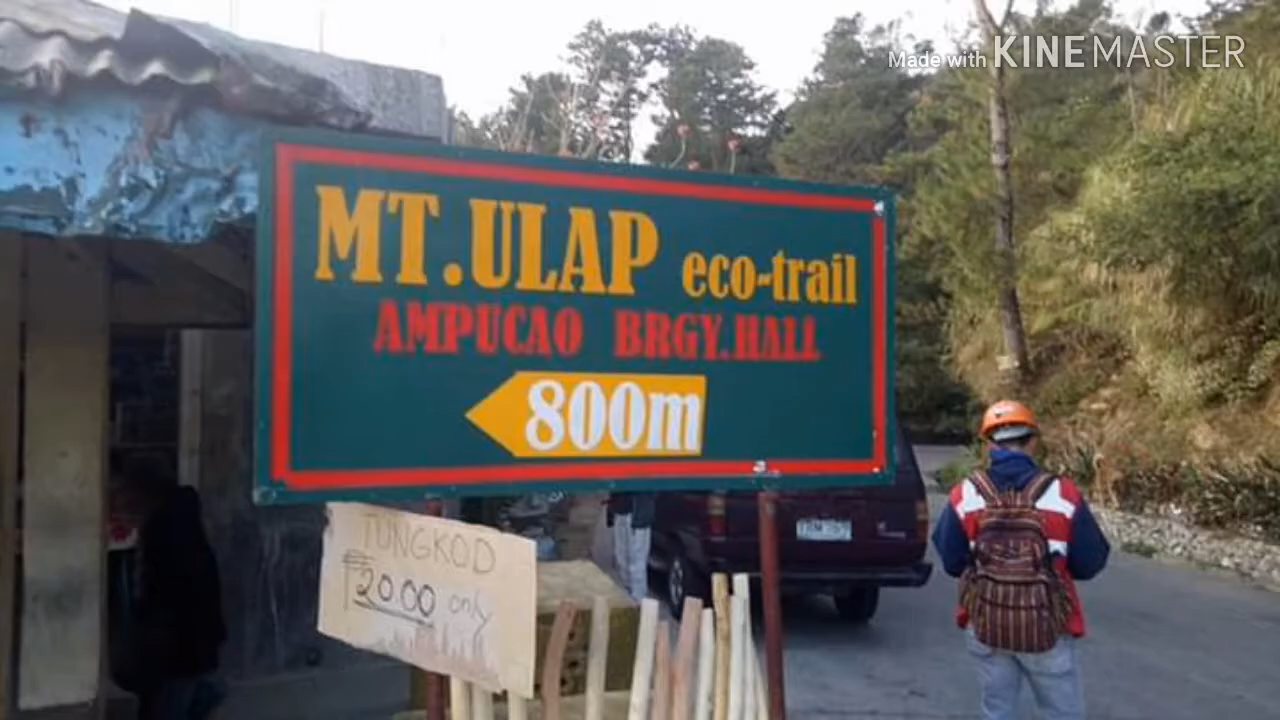 Made with KINEMASTER
MT.ULAP eco-trail
AMPUCAO BRGY.HALL
800m
TUNGKOD
₱20.00 only